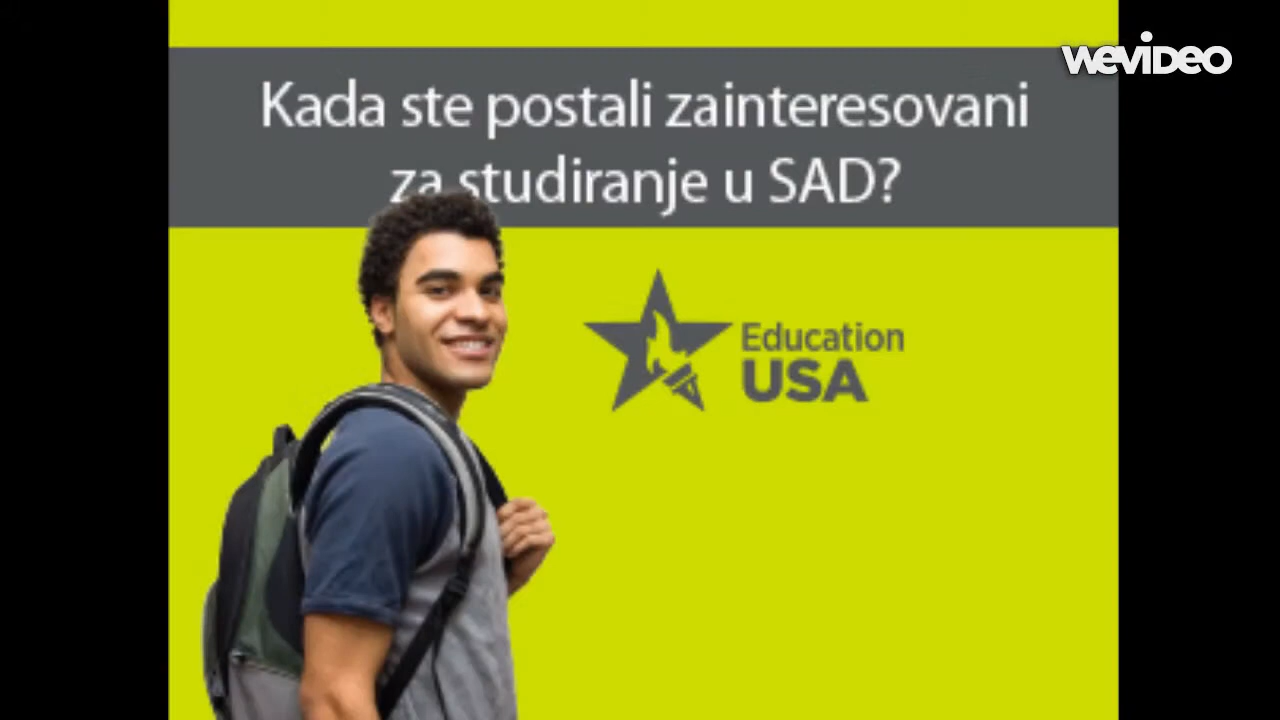 wevideo
Kada ste postali zainteresovani
za studiranje u SAD?
Education
USA